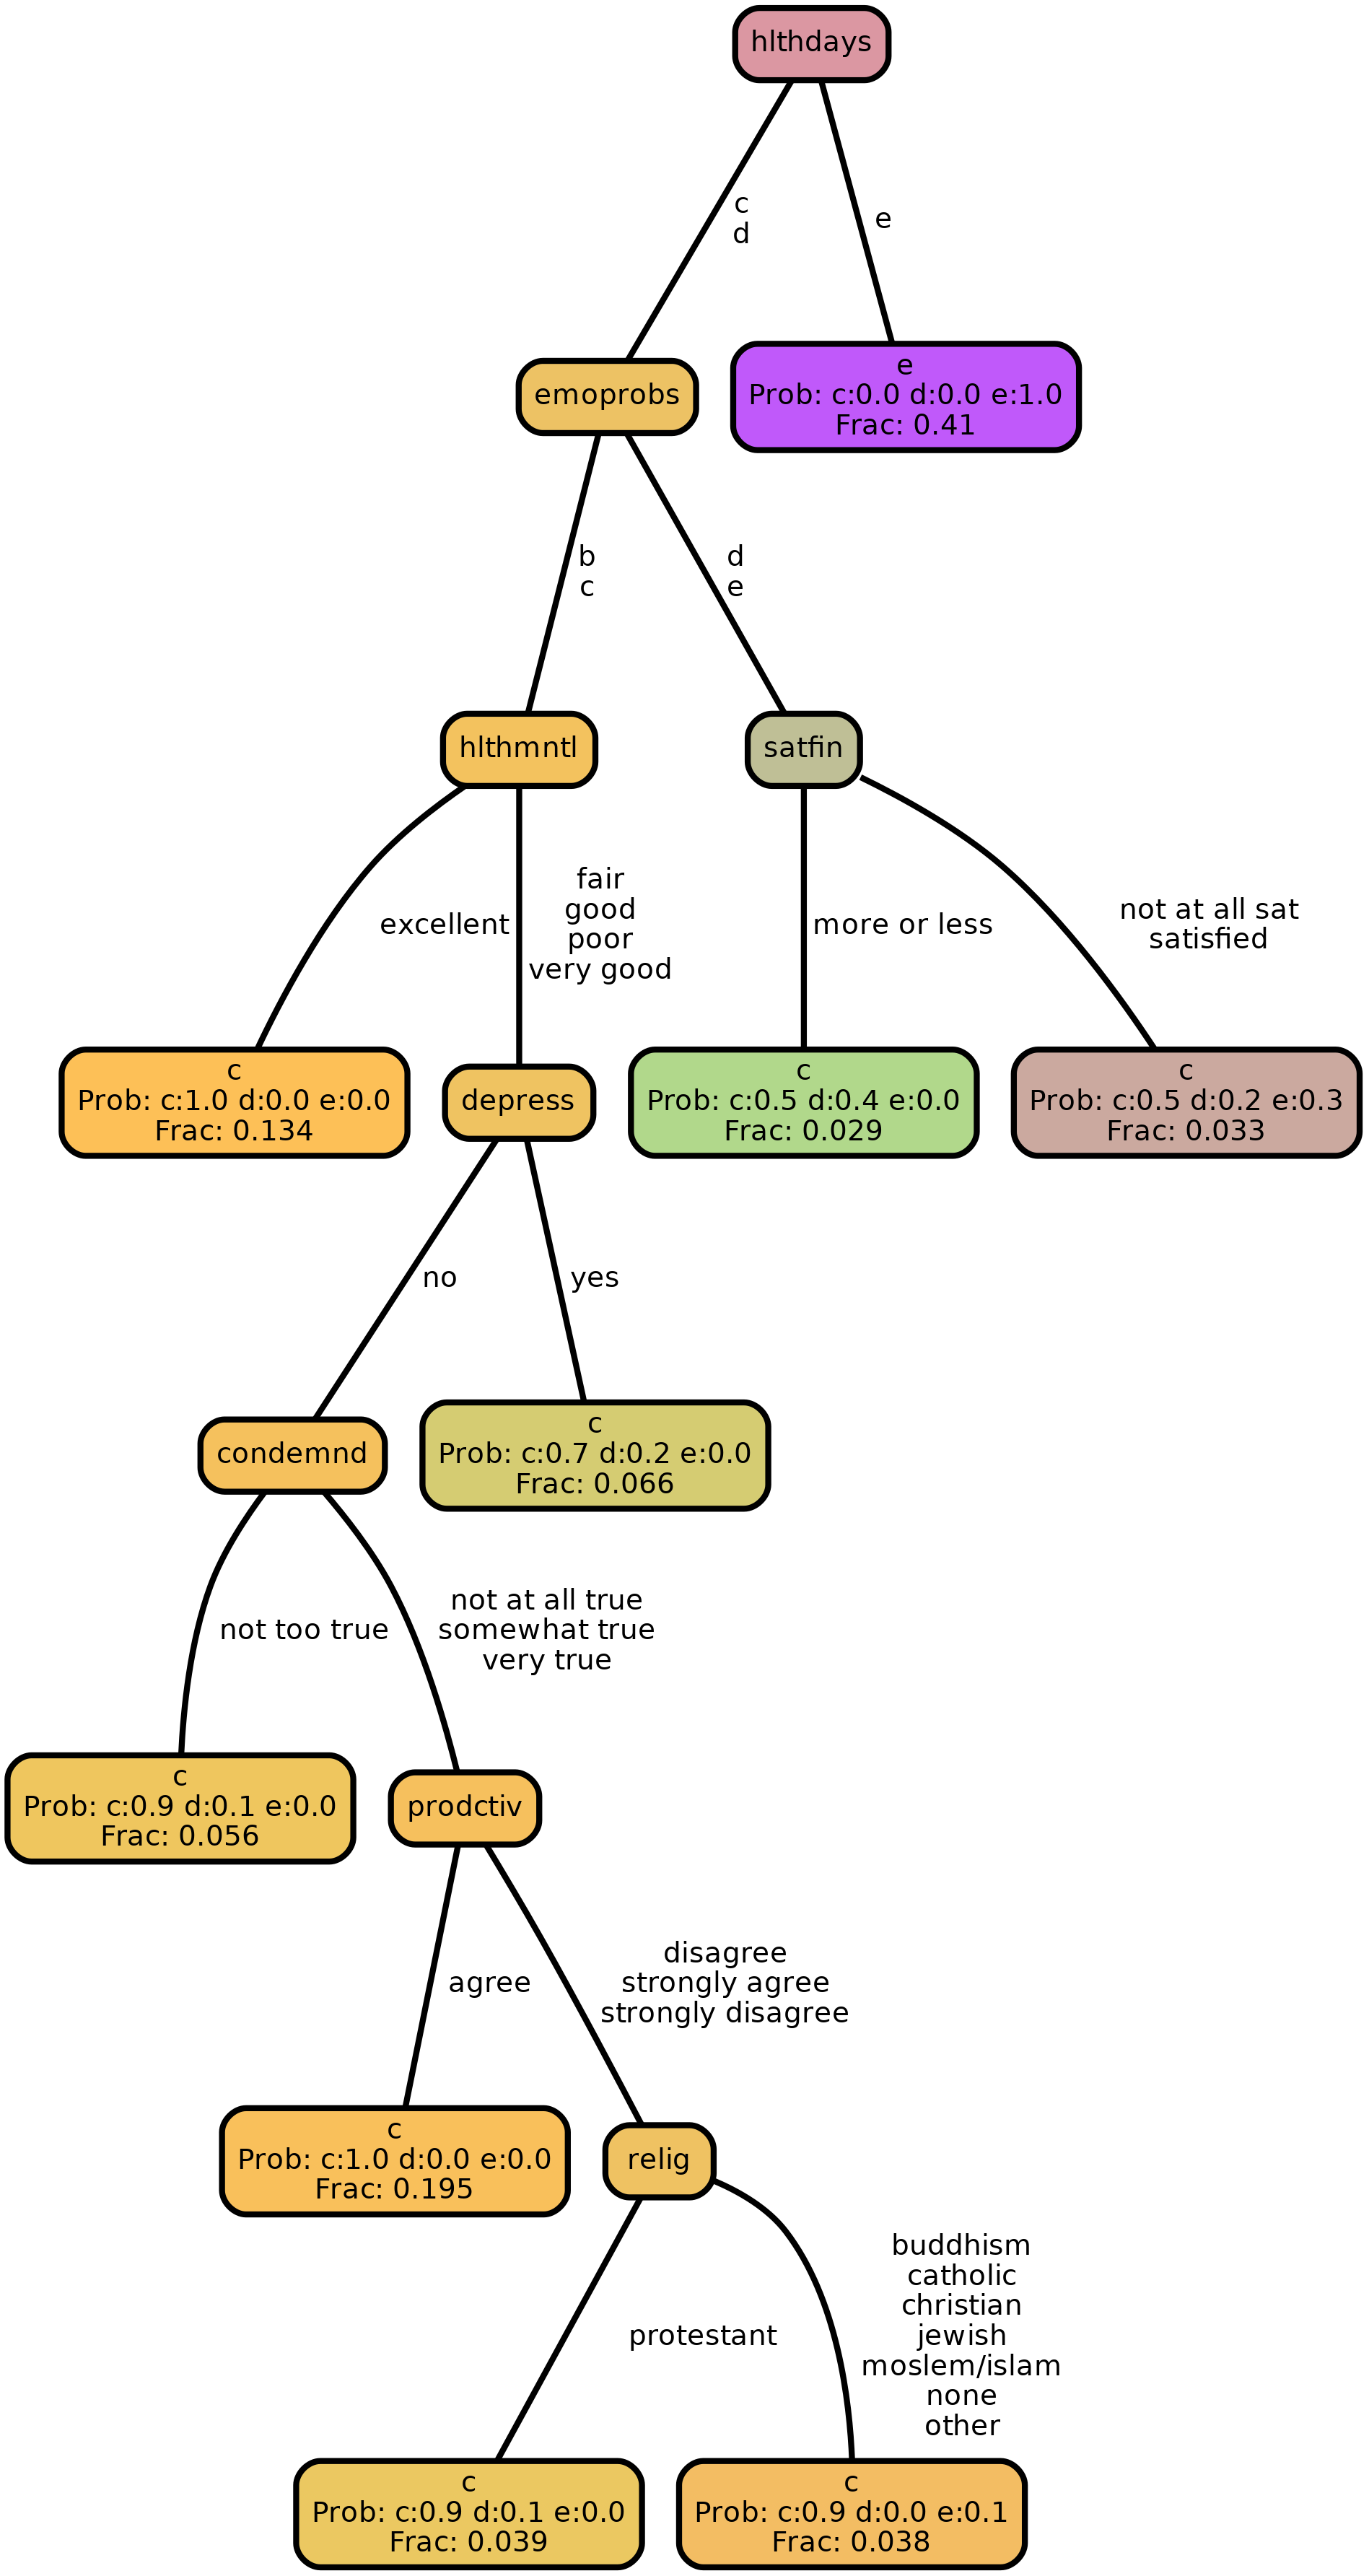 hlthdays
c
d
e
emoprobs
e
Prob: c:0.0 d:0.0 e:1.0
Frac: 0.41
b
c
d
e
hlthmntl
satfin
excellent
fair
good
poor
very good
more or less
not at all sat
satisfied
c
Prob: c:1.0 d:0.0 e:0.0
Frac: 0.134
depress
c
Prob: c:0.5 d:0.4 e:0.0
Frac: 0.029
c
Prob: c:0.5 d:0.2 e:0.3
Frac: 0.033
no
yes
condemnd
c
Prob: c:0.7 d:0.2 e:0.0
Frac: 0.066
not too true
not at all true
somewhat true
very true
c
Prob: c:0.9 d:0.1 e:0.0
Frac: 0.056
prodctiv
agree
disagree
strongly agree
strongly disagree
c
Prob: c:1.0 d:0.0 e:0.0
Frac: 0.195
relig
protestant
buddhism
catholic
christian
jewish
moslem/islam
none
other
c
Prob: c:0.9 d:0.1 e:0.0
Frac: 0.039
c
Prob: c:0.9 d:0.0 e:0.1
Frac: 0.038